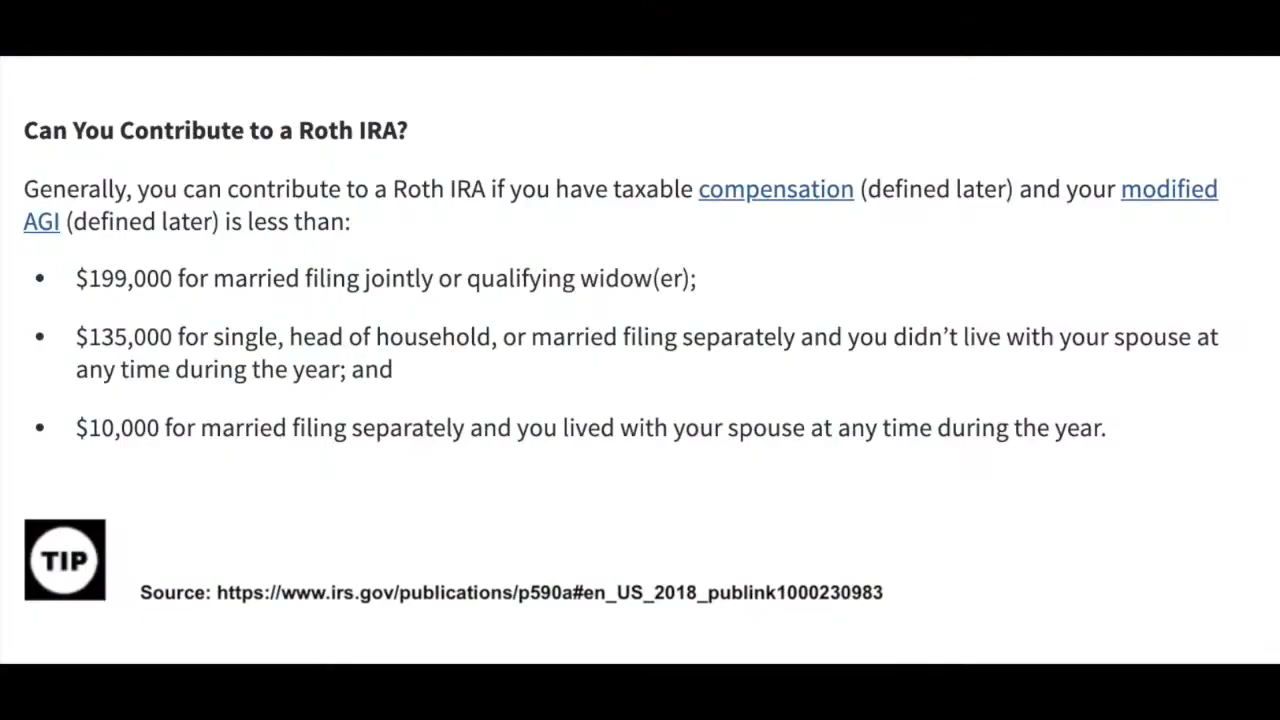 Can You Contribute to a Roth IRA?
Generally, you can contribute to a Roth IRA if you have taxable compensation (defined later) and your modified
AGI (defined later) is less than:
• $199,000 for married filing jointly or qualifying widow(er);
• $135,000 for single, head of household, or married filing separately and you didn’t live with your spouse at
any time during the year; and
• $10,000 for married filing separately and you lived with your spouse at any time during the year.
TIP
Source: https://www.irs.gov/publications/p590a#en_US_2018_publink1000230983